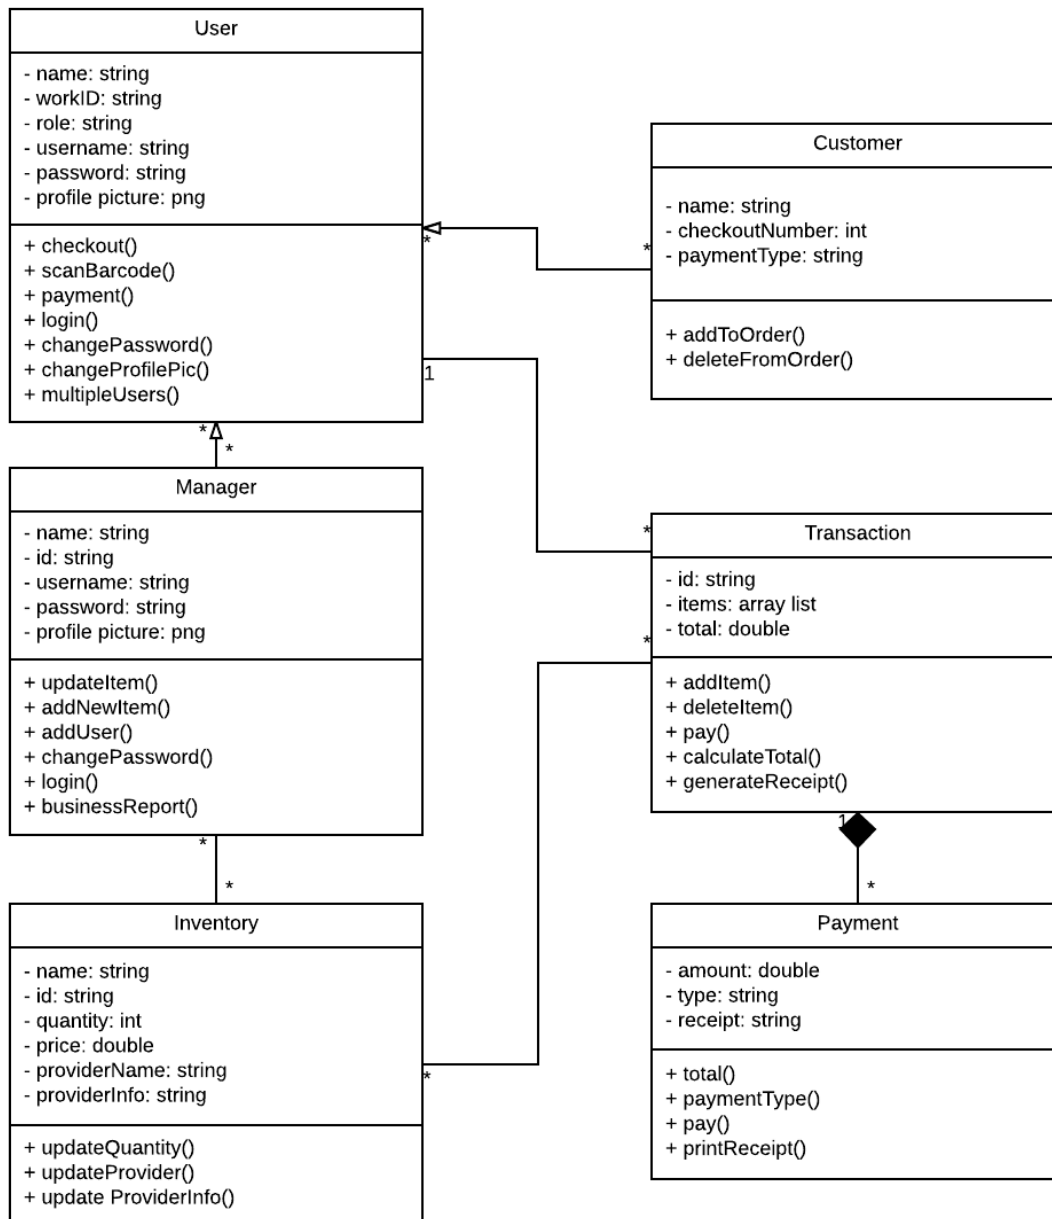 User
- name: string
- workID: string
- role: string
- username: string
- password: string
- profile picture: png
+ checkout()
+ scanBarcode()
+ payment()
+ login()
+ changePassword()
+ changeProfilePic()
+ multipleUsers()
*
*
1
*
*
*
Customer
- name: string
- checkoutNumber: int
- paymentType: string
+ addToOrder()
+ deleteFromOrder()
Manager
- name: string
- id: string
- username: string
- password: string
- profile picture: png
+ updateItem()
+ addNewItem()
+ addUser()
+ changePassword()
+ login()
+ businessReport()
*
*
Transaction
- id: string
- items: array list
- total: double
+ addItem()
+ deleteItem()
+ pay()
+ calculateTotal()
+ generateReceipt()
*
1
*
Inventory
- name: string
- id: string
- quantity: int
- price: double
- providerName: string
- providerInfo: string
+ updateQuantity()
+ updateProvider()
+ update ProviderInfo()
*
Payment
- amount: double
- type: string
- receipt: string
+ total()
+ paymentType()
+ pay()
+ printReceipt()